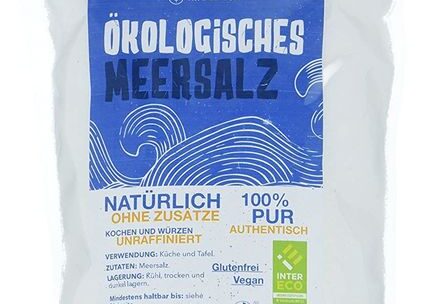 ÖKOLOGISCHES
MEERSALZ
NATÜRLICH
OHNE ZUSÄTZE
KOCHEN UND WÜRZEN
UNRAFFINIERT
100%
PUR
AUTHENTISCH
VERWENDUNG: Küche und Tafel.
ZUTATEN: Meersalz.
LAGERUNG: Kühl, trocken und
dunkel lagern.
Mindestens haltbar bis: siehe
Glutenfrei
Vegan
INTER
ECO